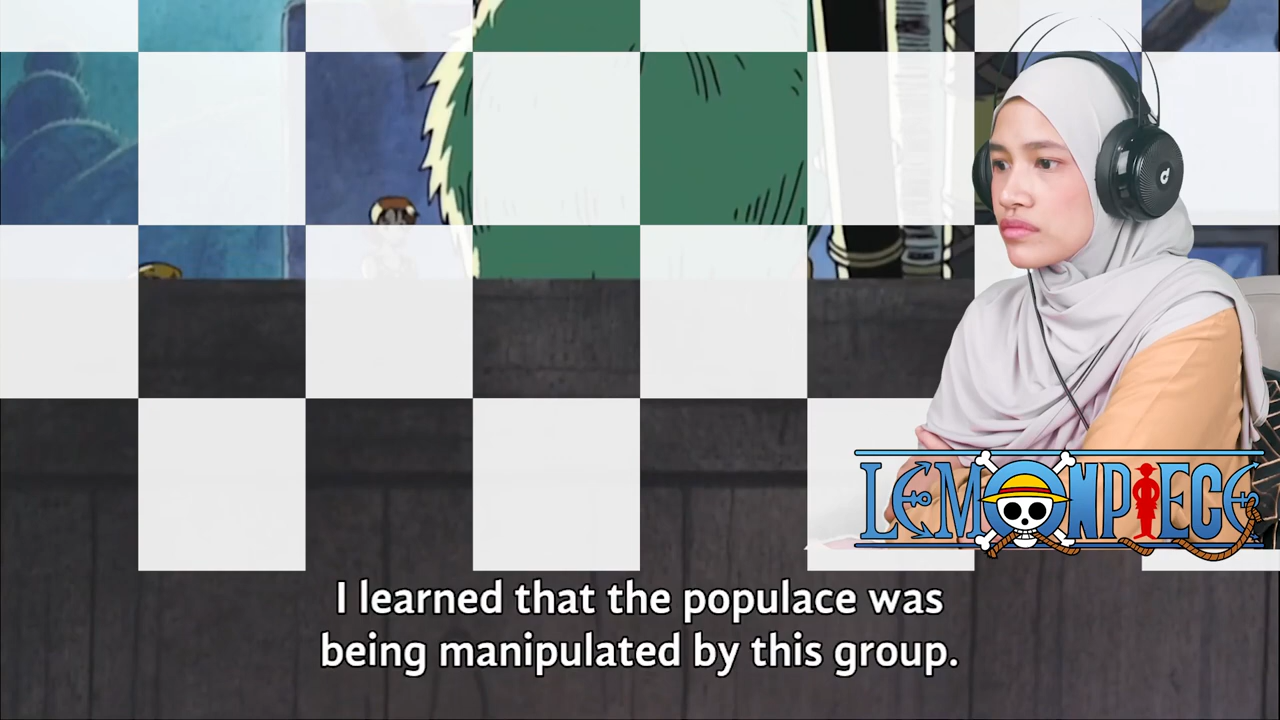 LEMONPIECE
I learned that the populace was
being manipulated by this group.